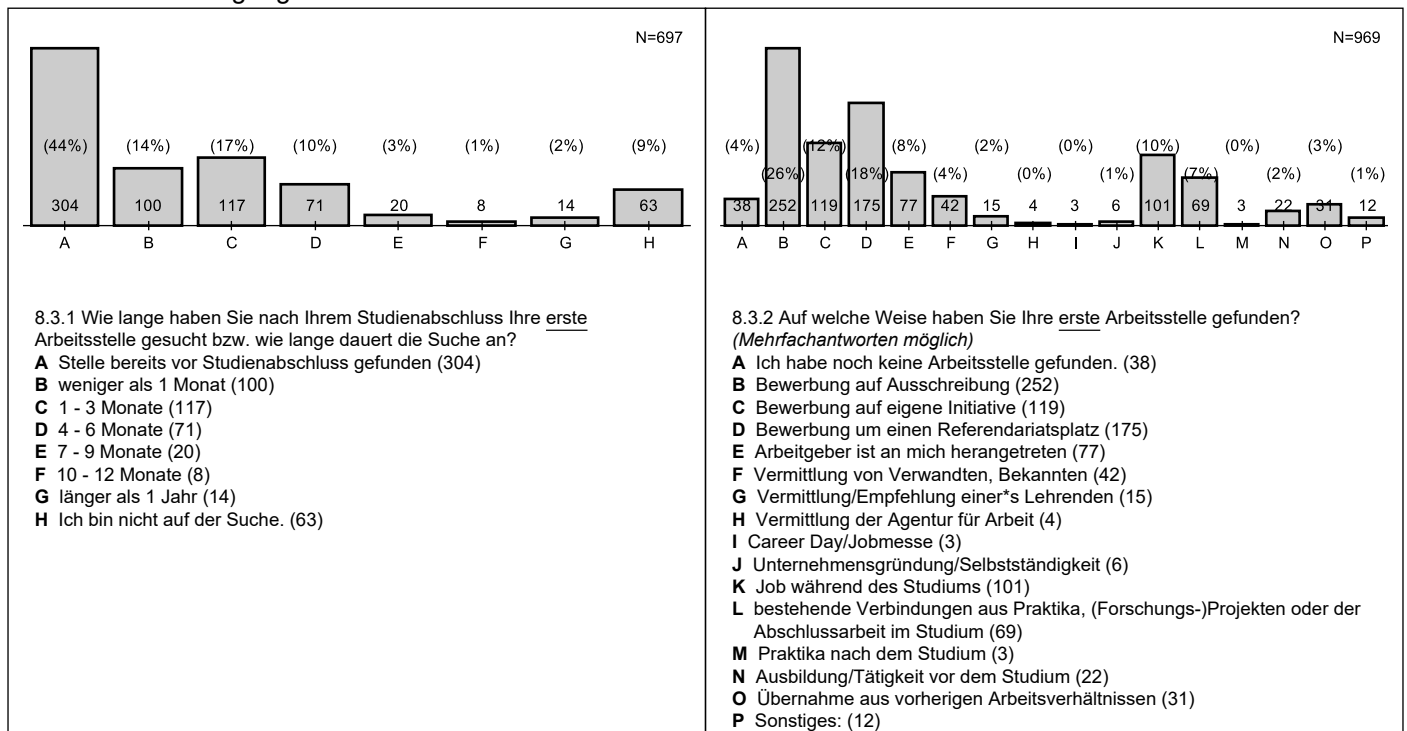 N=697
(44%) (14%) (17%) (10%) (3%) (1%) (2%) (9%)
304 100 117 71 20 8 14 63
A B C D E F G H
8.3.1 Wie lange haben Sie nach Ihrem Studienabschluss Ihre erste
Arbeitsstelle gesucht bzw. wie lange dauert die Suche an?
A Stelle bereits vor Studienabschluss gefunden (304)
B weniger als 1 Monat (100)
C 1 - 3 Monate (117)
D 4 - 6 Monate (71)
E 7 - 9 Monate (20)
F 10 - 12 Monate (8)
G länger als 1 Jahr (14)
H Ich bin nicht auf der Suche. (63)
N=969
(4%) (12%) (8%) (2%) (0%) (10%) (0%) (3%)
(26%) (18%) (4%) (0%) (1%) (7%) (2%) (1%)
38 252 119 175 77 42 15 4 3 6 101 69 3 22 31 12
A B C D E F G H I J K L M N O P
8.3.2 Auf welche Weise haben Sie Ihre erste Arbeitsstelle gefunden?
(Mehrfachantworten möglich)
A Ich habe noch keine Arbeitsstelle gefunden. (38)
B Bewerbung auf Ausschreibung (252)
C Bewerbung auf eigene Initiative (119)
D Bewerbung um einen Referendariatsplatz (175)
E Arbeitgeber ist an mich herangetreten (77)
F Vermittlung von Verwandten, Bekannten (42)
G Vermittlung/Empfehlung einer*s Lehrenden (15)
H Vermittlung der Agentur für Arbeit (4)
I Career Day/Jobmesse (3)
J Unternehmensgründung/Selbstständigkeit (6)
K Job während des Studiums (101)
L bestehende Verbindungen aus Praktika, (Forschungs-)Projekten oder der
Abschlussarbeit im Studium (69)
M Praktika nach dem Studium (3)
N Ausbildung/Tätigkeit vor dem Studium (22)
O Übernahme aus vorherigen Arbeitsverhältnissen (31)
P Sonstiges: (12)